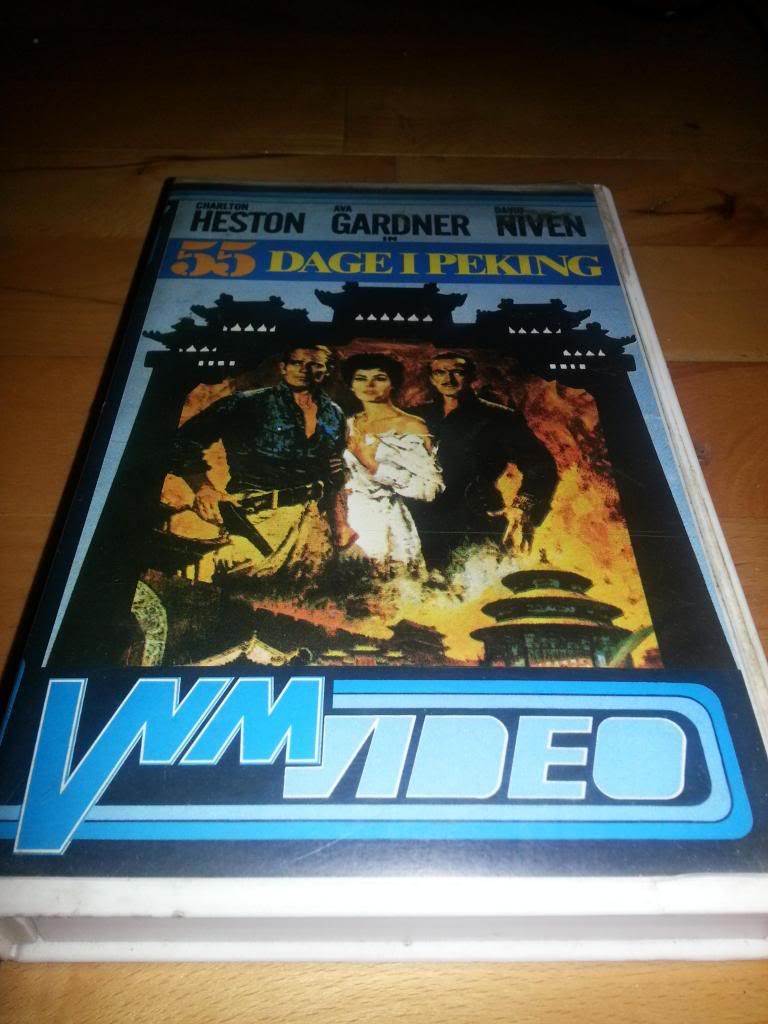 CHARLTON AVA DAVID
HESTON GARDNER NIVEN
IN
55 DAGE I PEKING
VNM VIDEO